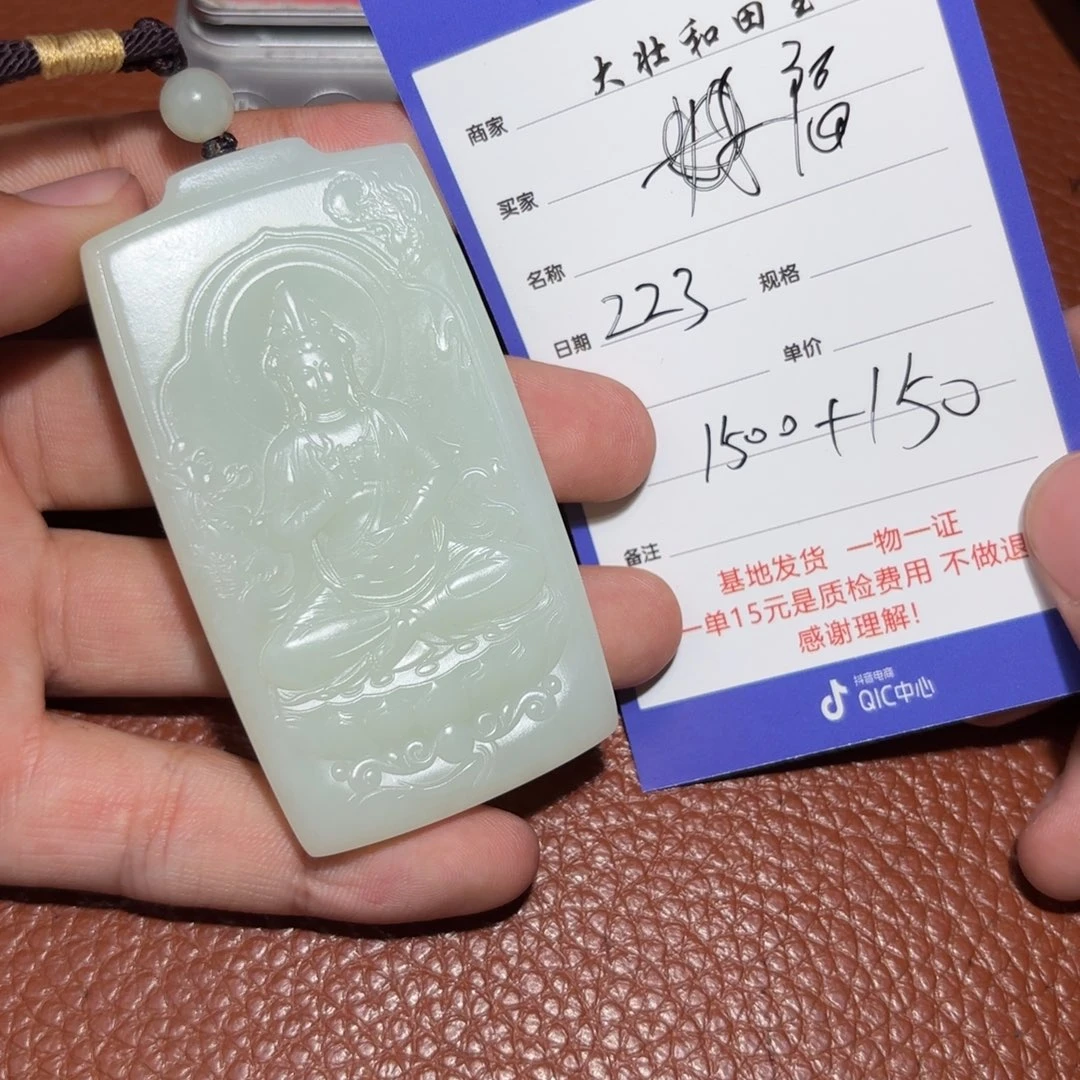 商家 大壮和田玉
买家
名称
规格
日期 223
单价
1500+150
备注
基地发货 一物一证
一单15元是质检费用 不做退
感谢理解!
抖音电商
QIC中心